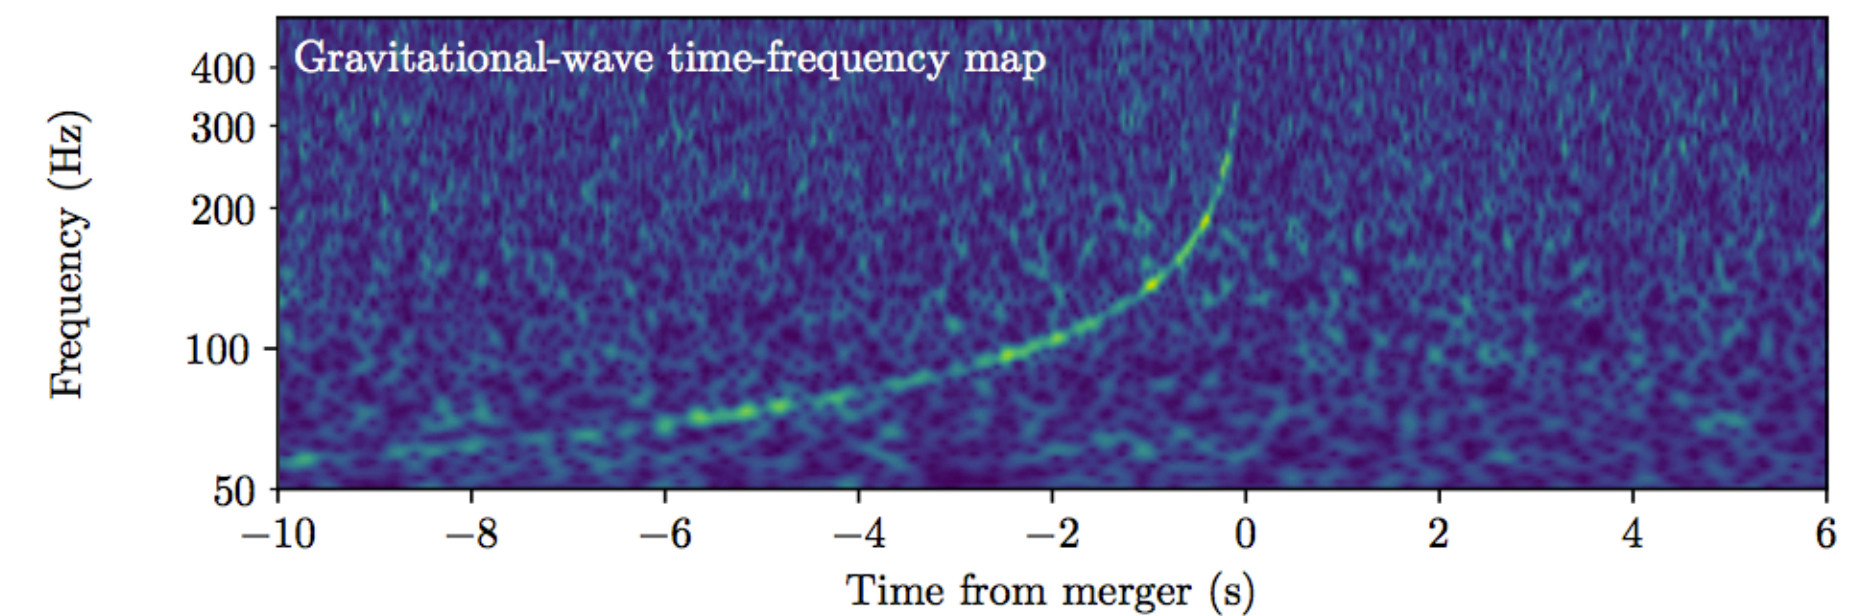 Gravitational-wave time-frequency map
Frequency (Hz)
400
300
200
100
50
−10 −8 −6 −4 −2 0 2 4 6
Time from merger (s)